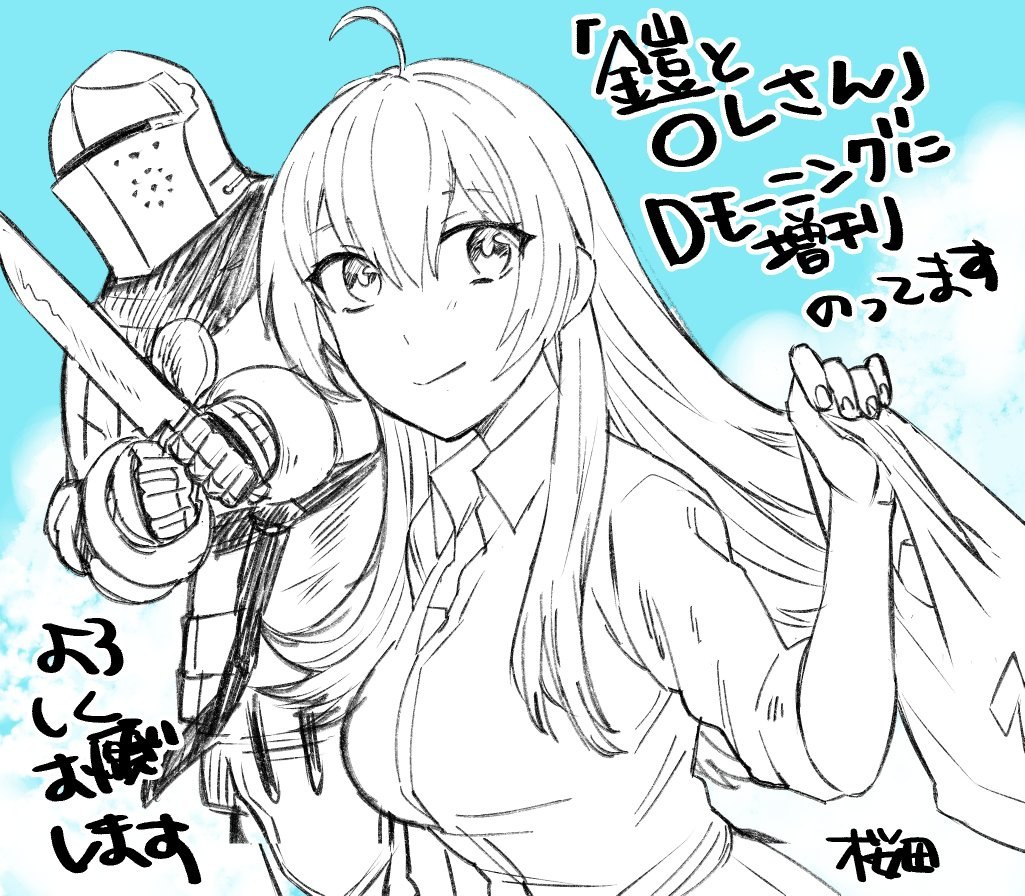 「鎧と
OLさん」
Dモーニングに
増刊
のってます
よろ
しく
お願い
します
桜田